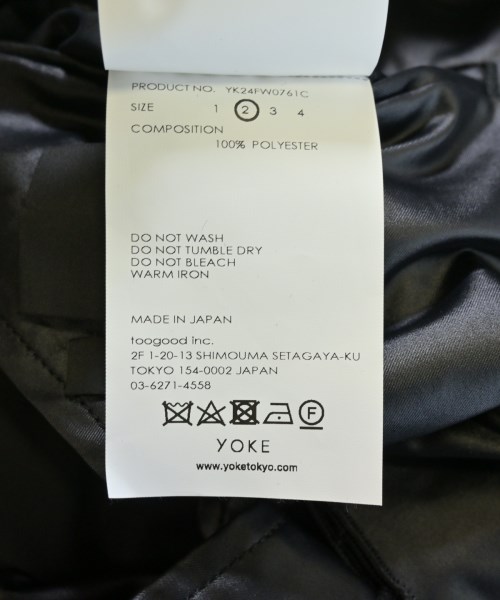 PRODUCT NO. YK24FW0761C
SIZE 1 2 3 4
COMPOSITION
100% POLYESTER
DO NOT WASH
DO NOT TUMBLE DRY
DO NOT BLEACH
WARM IRON
MADE IN JAPAN
toogood inc.
2F 1-20-13 SHIMOUMA SETAGAYA-KU
TOKYO 154-0002 JAPAN
03-6271-4558
F
YOKE
www.yoketokyo.com